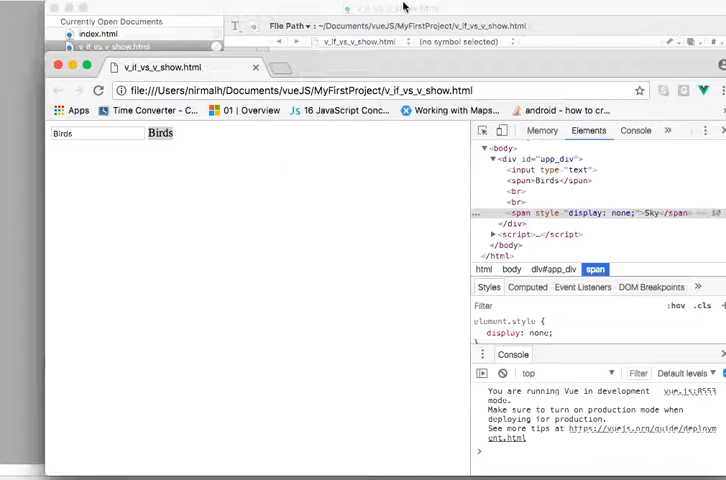 v_if_vs_v_show.html
Currently Open Documents
index.html
v_if_vs_v_show.html
File Path ▾ : ~/Documents/vueJS/MyFirstProject/v_if_vs_v_show.html
v_if_vs_v_show.html
(no symbol selected)
v_if_vs_v_show.html
file:///Users/nirmalh/Documents/vueJS/MyFirstProject/v_if_vs_v_show.html
Apps
Time Converter - C...
01 | Overview
16 JavaScript Conc...
Working with Maps...
android - how to cr...
Birds
Birds
Memory
Elements
Console
▼<body>
▼<div id="app_div">
<input type="text">
<span>Birds</span>
<br>
<br>
... <span style="display: none;">Sky</span> == $0
</div>
▶<script>…</script>
</body>
</html>
html body div#app_div span
Styles Computed Event Listeners DOM Breakpoints
Filter :hov .cls +
element.style {
display: none;
Console
top Filter Default levels ▾
You are running Vue in development mode. vue.js:8553
Make sure to turn on production mode when
deploying for production.
See more tips at https://vuejs.org/guide/deploym
ent.html